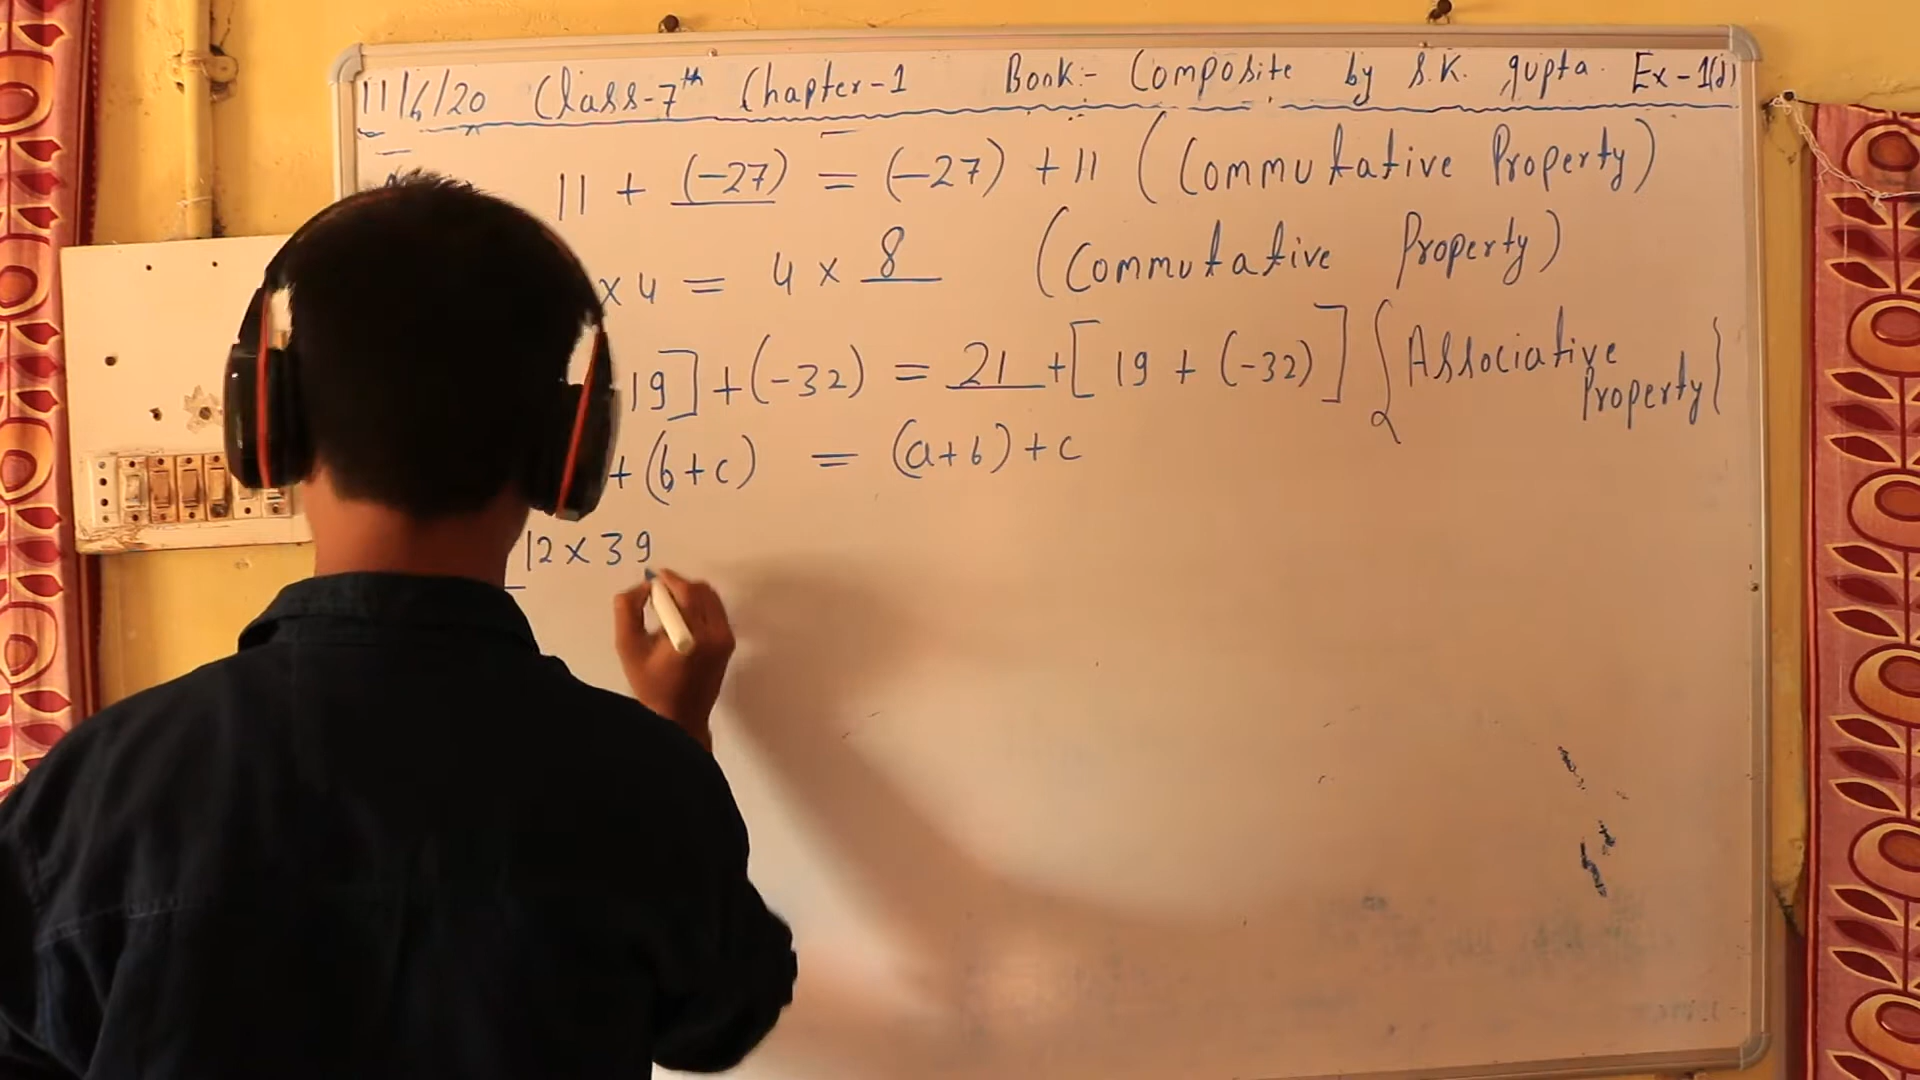 11/6/20 Class-7th Chapter-1 Book:- Composite by S.K. gupta. Ex-1(d)
11 + (-27) = (-27) + 11 (Commutative Property)
x 4 = 4 x 8 (Commutative Property)
19] + (-32) = 21 + [19 + (-32)] {Associative Property}
+ (b+c) = (a+b) + c
12 x 39